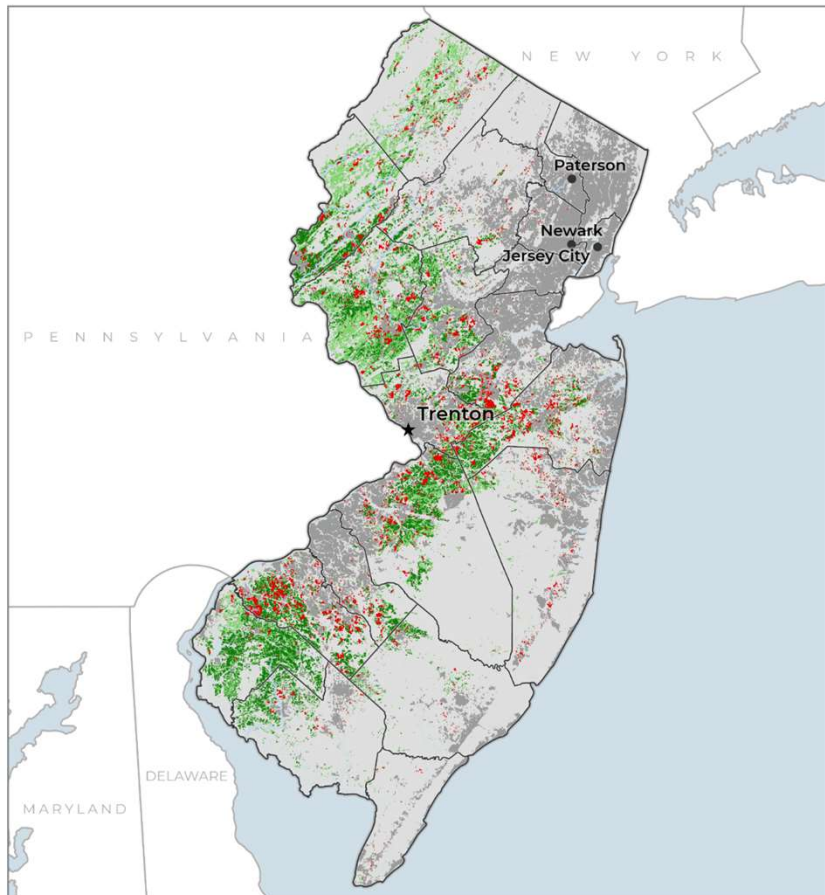 NEW YORK
Paterson
Newark
Jersey City
PENNSYLVANIA
Trenton
DELAWARE
MARYLAND